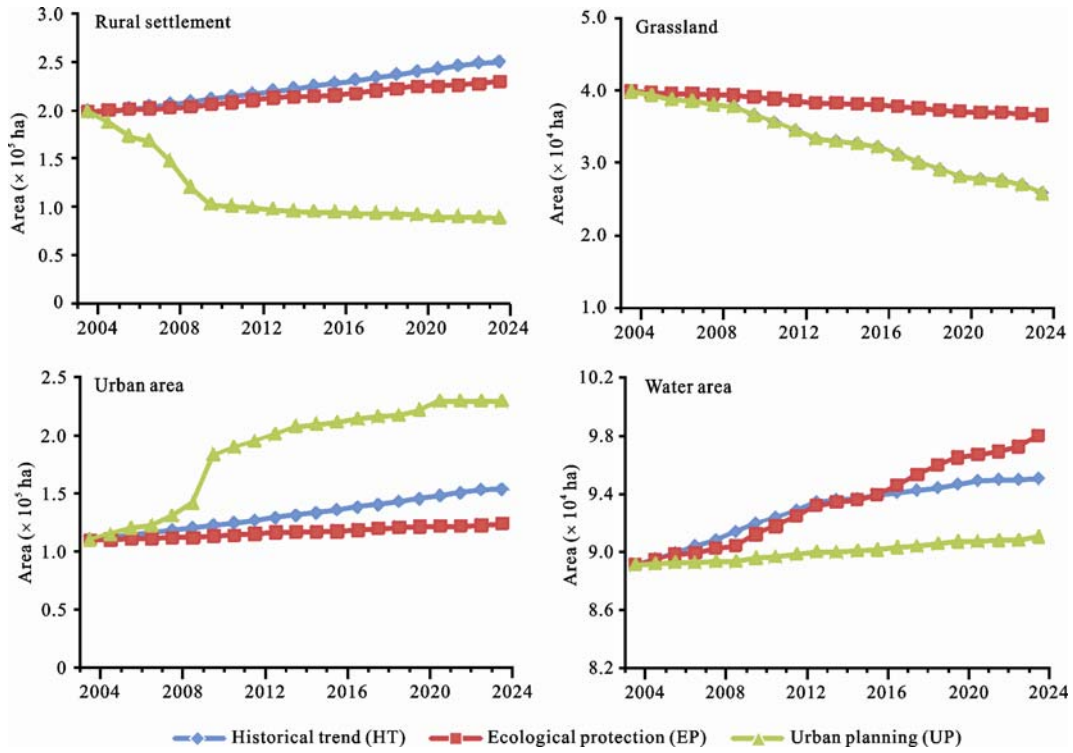 Rural settlement
3.0
2.5
2.0
1.5
1.0
0.5
0
Area (× 10⁵ ha)
2004 2008 2012 2016 2020 2024
Grassland
5.0
4.0
3.0
2.0
1.0
Area (× 10⁴ ha)
2004 2008 2012 2016 2020 2024
Urban area
2.5
2.0
1.5
1.0
0.5
0
Area (× 10⁵ ha)
2004 2008 2012 2016 2020 2024
Water area
10.2
9.8
9.4
9.0
8.6
8.2
Area (× 10⁴ ha)
2004 2008 2012 2016 2020 2024
Historical trend (HT) Ecological protection (EP) Urban planning (UP)